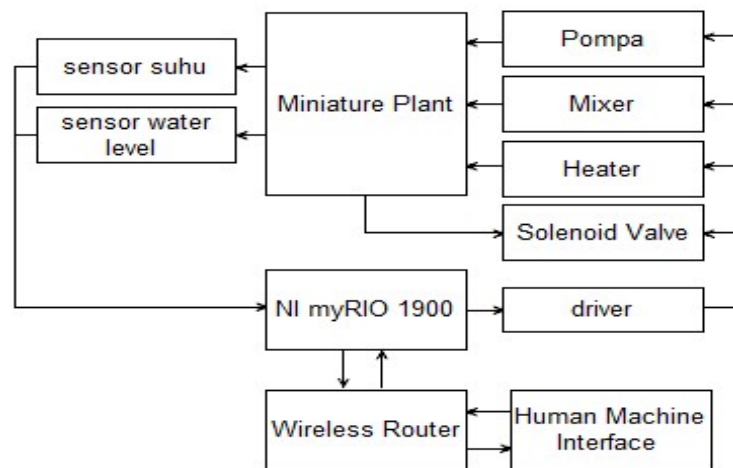 Pompa
sensor suhu
Miniature Plant
Mixer
sensor water
level
Heater
Solenoid Valve
NI myRIO 1900
driver
Wireless Router
Human Machine
Interface